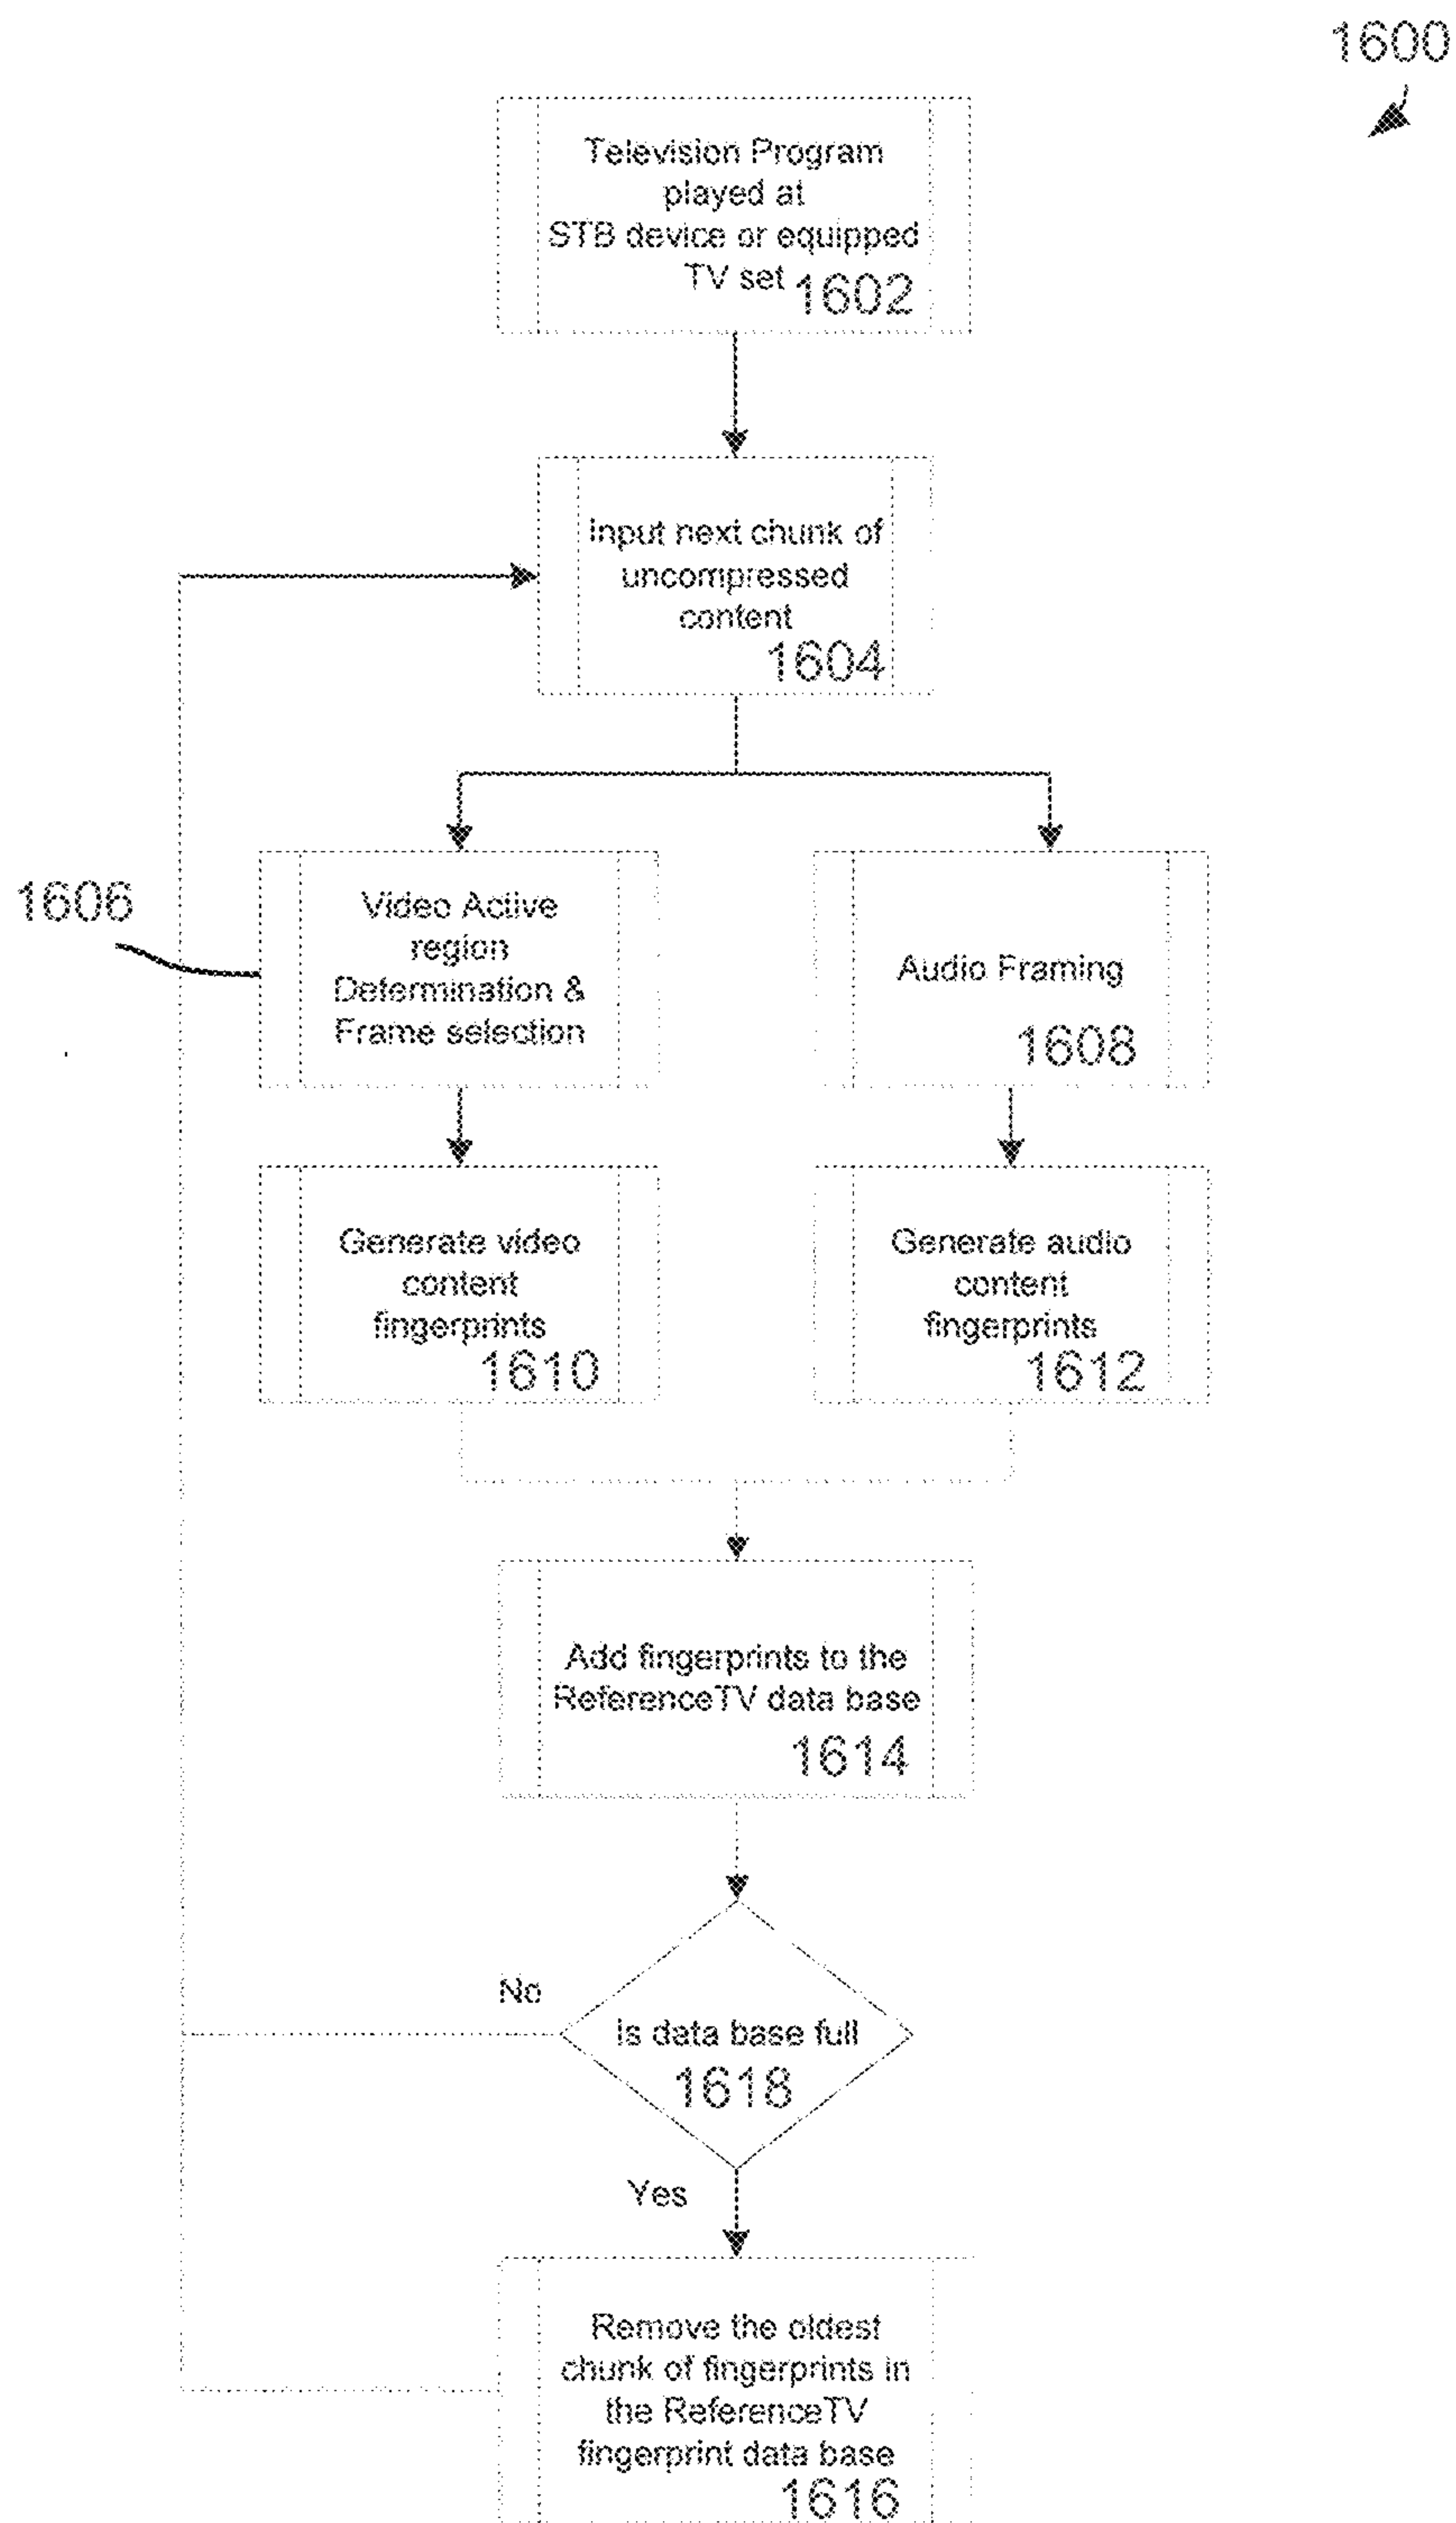 1600
Television Program
played at
STB device or equipped
TV set 1602
Input next chunk of
uncompressed
content
1604
1606
Video Active
region
Determination &
Frame selection
Audio Framing
1608
Generate video
content
fingerprints
1610
Generate audio
content
fingerprints
1612
Add fingerprints to the
ReferenceTV data base
1614
No
Is data base full
1618
Yes
Remove the oldest
chunk of fingerprints in
the ReferenceTV
fingerprint data base
1616